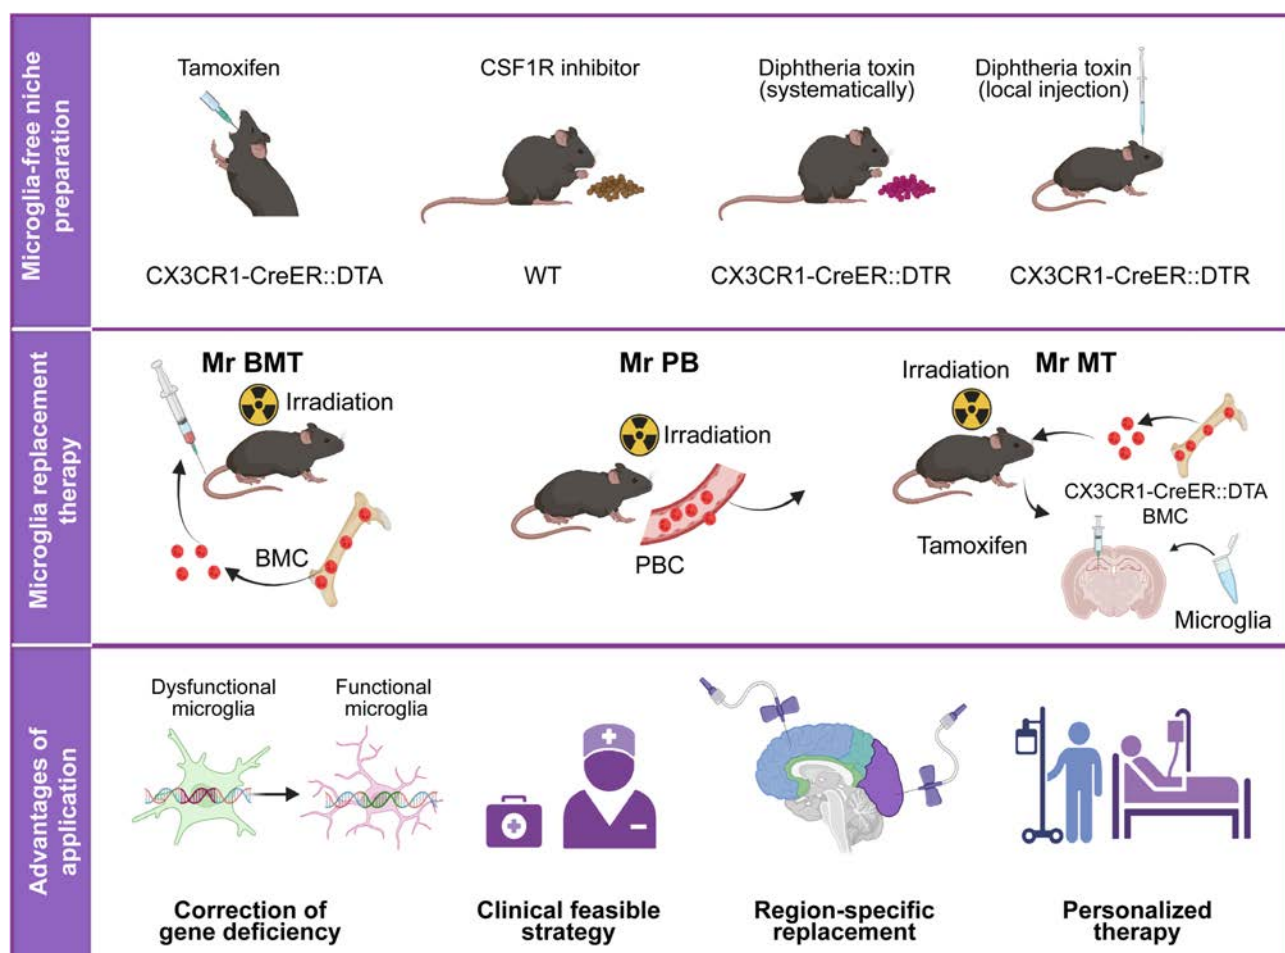 Microglia-free niche
preparation
Tamoxifen
CX3CR1-CreER::DTA
CSF1R inhibitor
WT
Diphtheria toxin
(systematically)
CX3CR1-CreER::DTR
Diphtheria toxin
(local injection)
CX3CR1-CreER::DTR
Microglia replacement
therapy
Mr BMT
Irradiation
BMC
Mr PB
Irradiation
PBC
Mr MT
Irradiation
CX3CR1-CreER::DTA
BMC
Tamoxifen
Microglia
Advantages of
application
Dysfunctional
microglia
Functional
microglia
Correction of
gene deficiency
Clinical feasible
strategy
Region-specific
replacement
Personalized
therapy